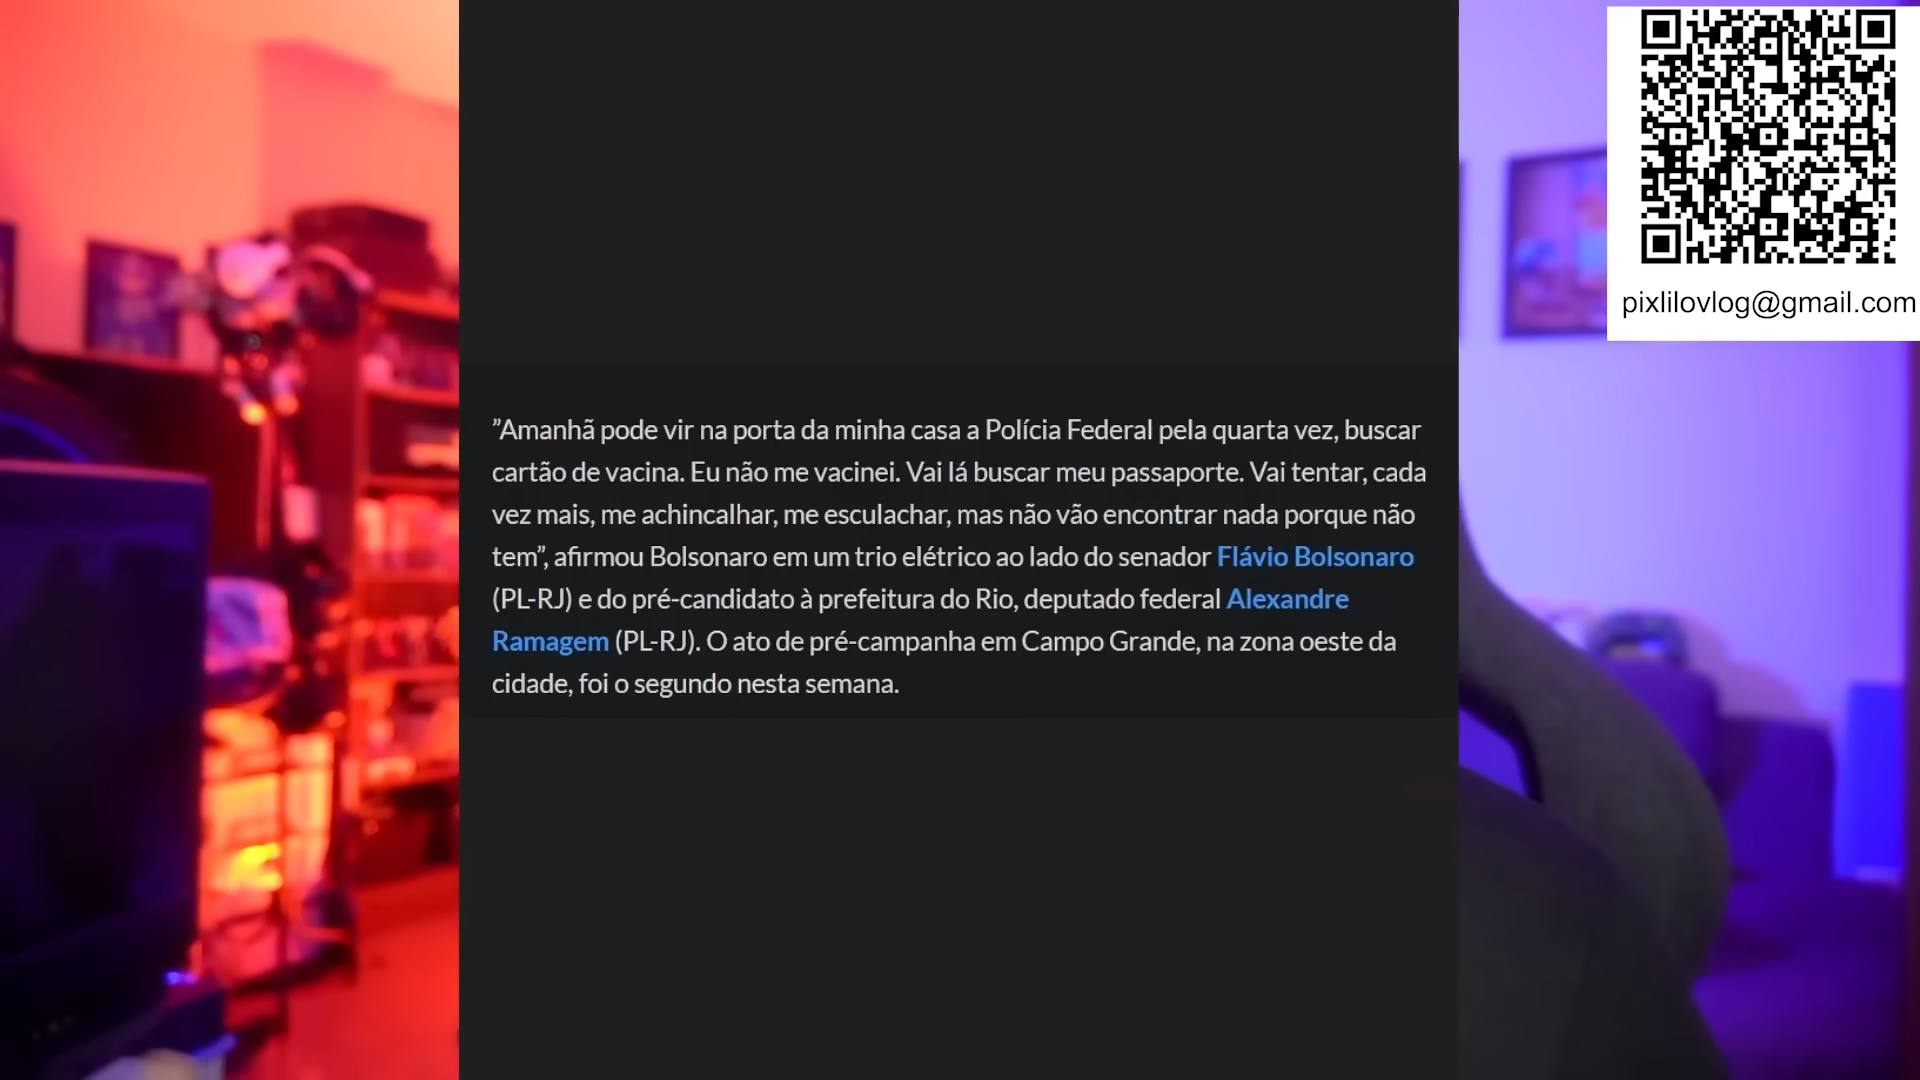 ”Amanhã pode vir na porta da minha casa a Polícia Federal pela quarta vez, buscar
cartão de vacina. Eu não me vacinei. Vai lá buscar meu passaporte. Vai tentar, cada
vez mais, me achincalhar, me esculachar, mas não vão encontrar nada porque não
tem”, afirmou Bolsonaro em um trio elétrico ao lado do senador Flávio Bolsonaro
(PL-RJ) e do pré-candidato à prefeitura do Rio, deputado federal Alexandre
Ramagem (PL-RJ). O ato de pré-campanha em Campo Grande, na zona oeste da
cidade, foi o segundo nesta semana.
pixlilovlog@gmail.com